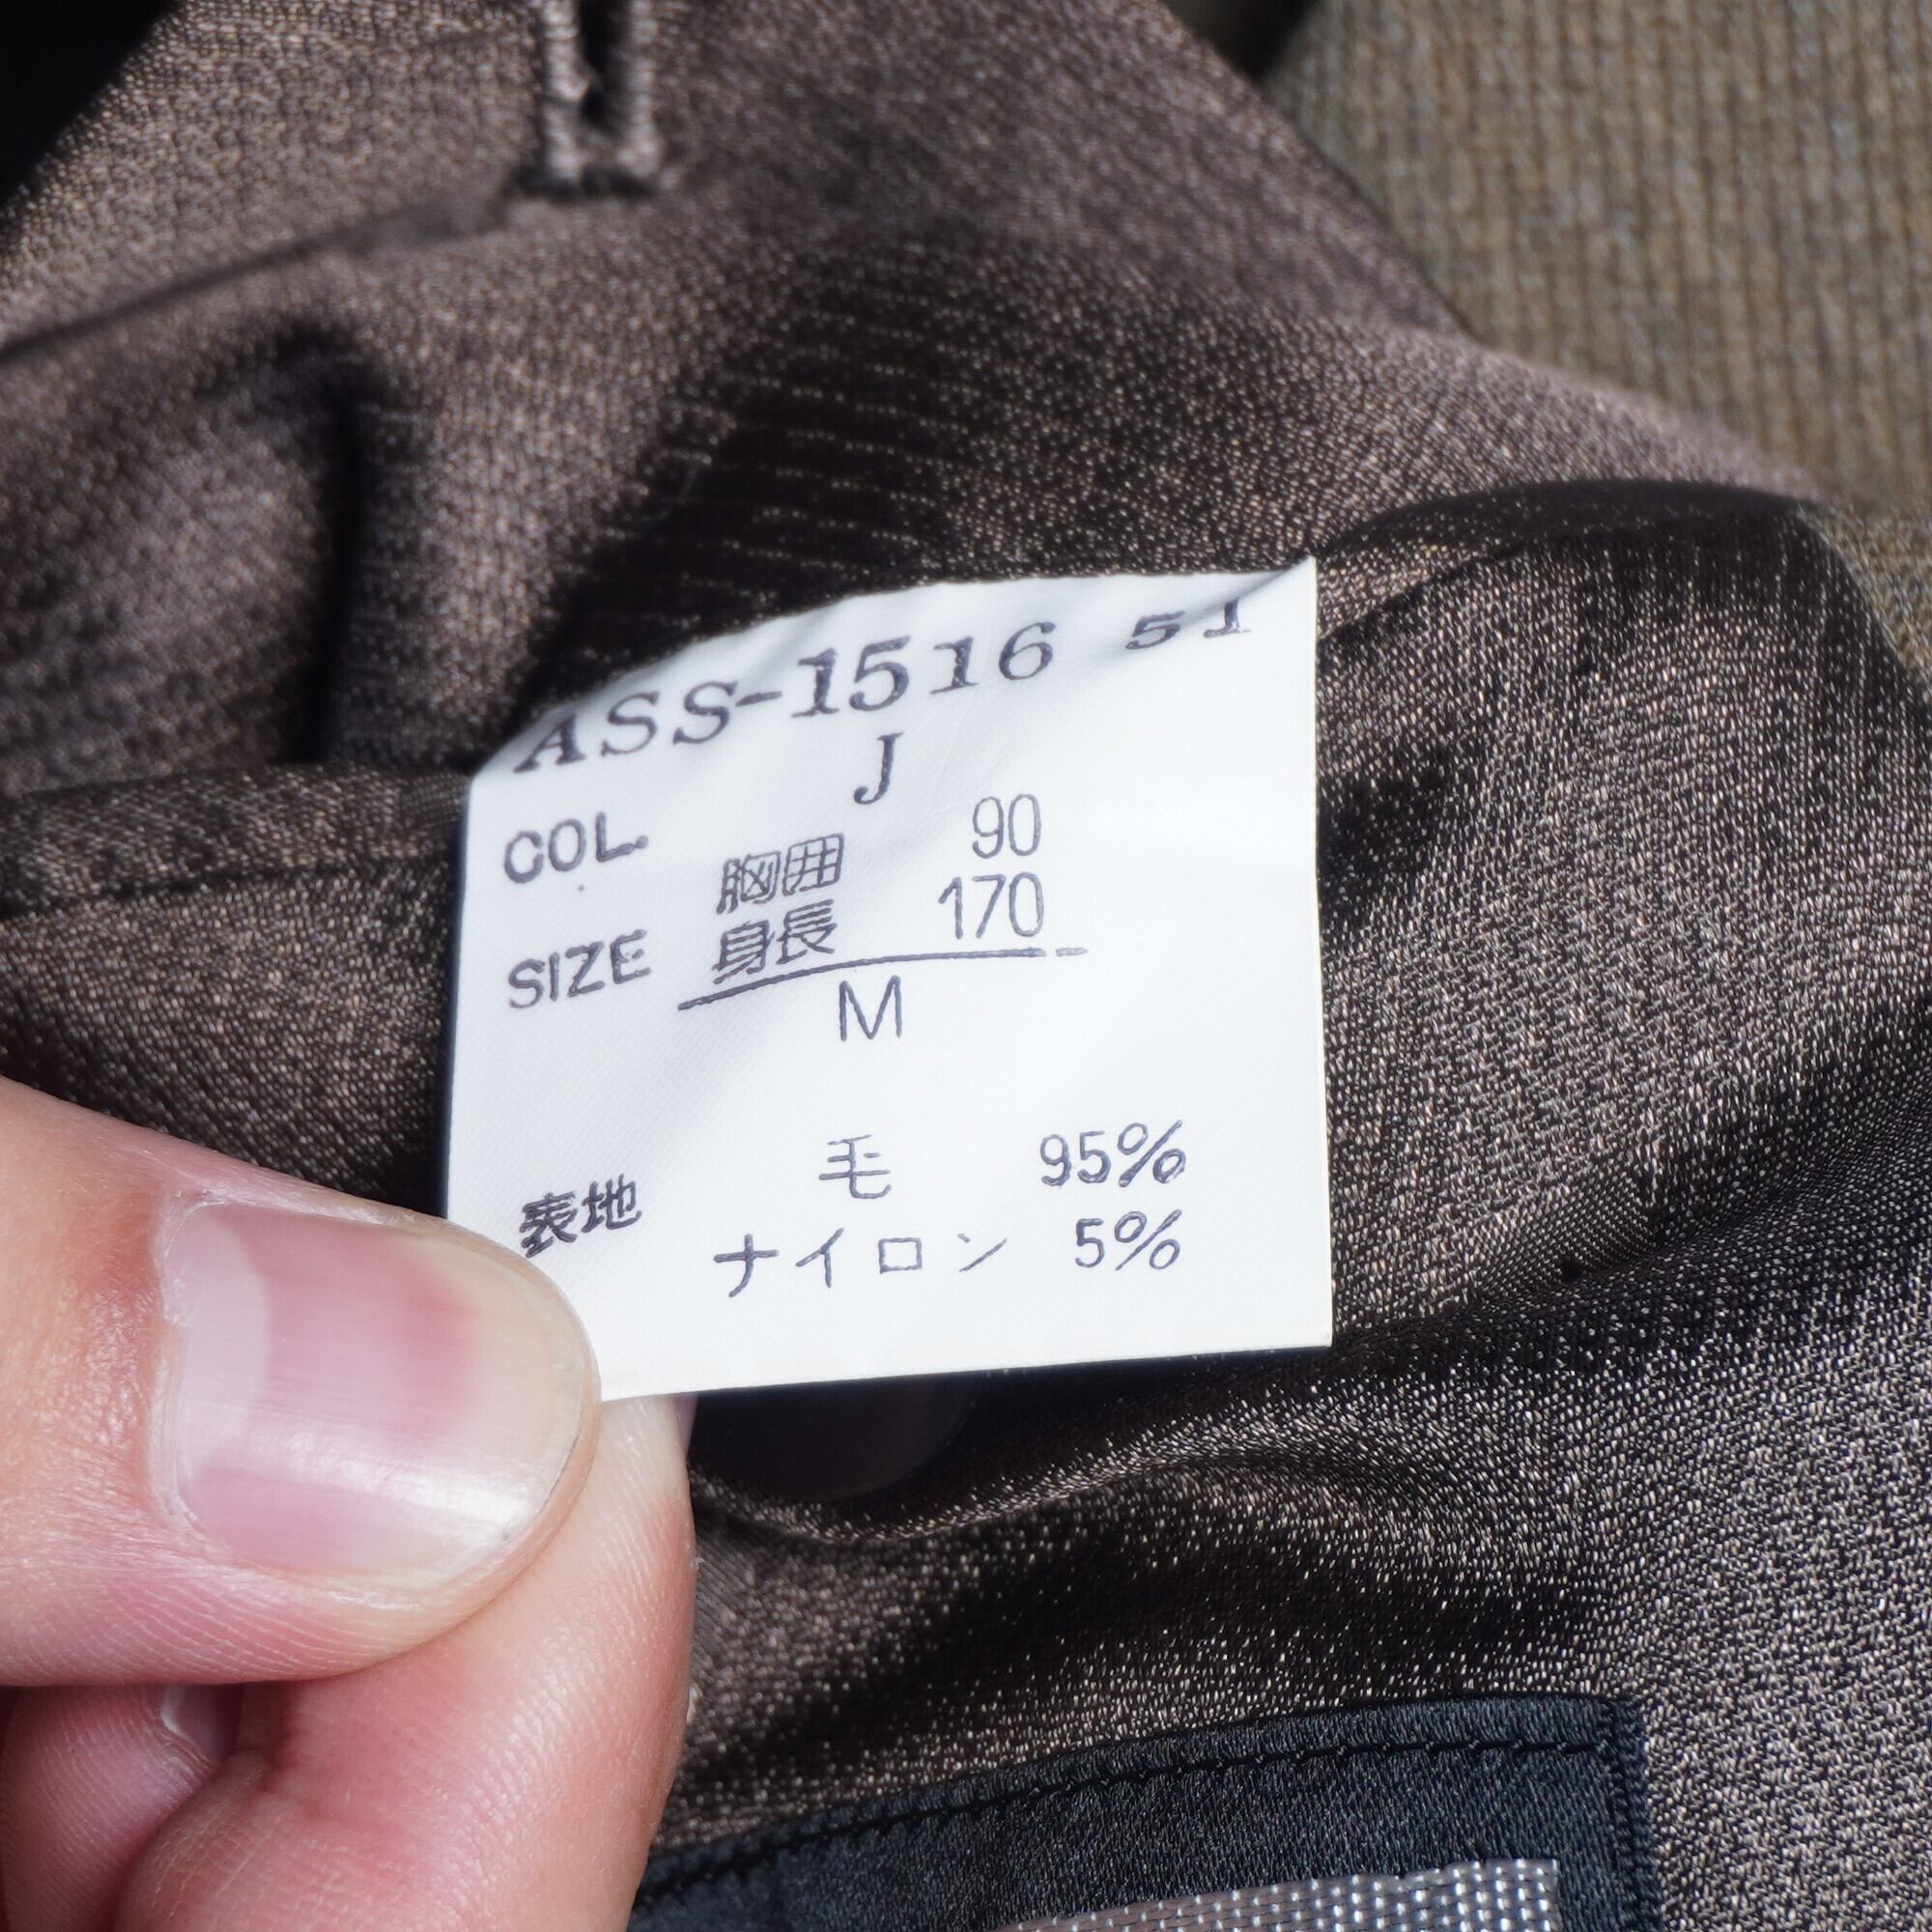 ASS-1516 51
J
COL.
胸囲 90
SIZE 身長 170
M
毛 95%
表地
ナイロン 5%